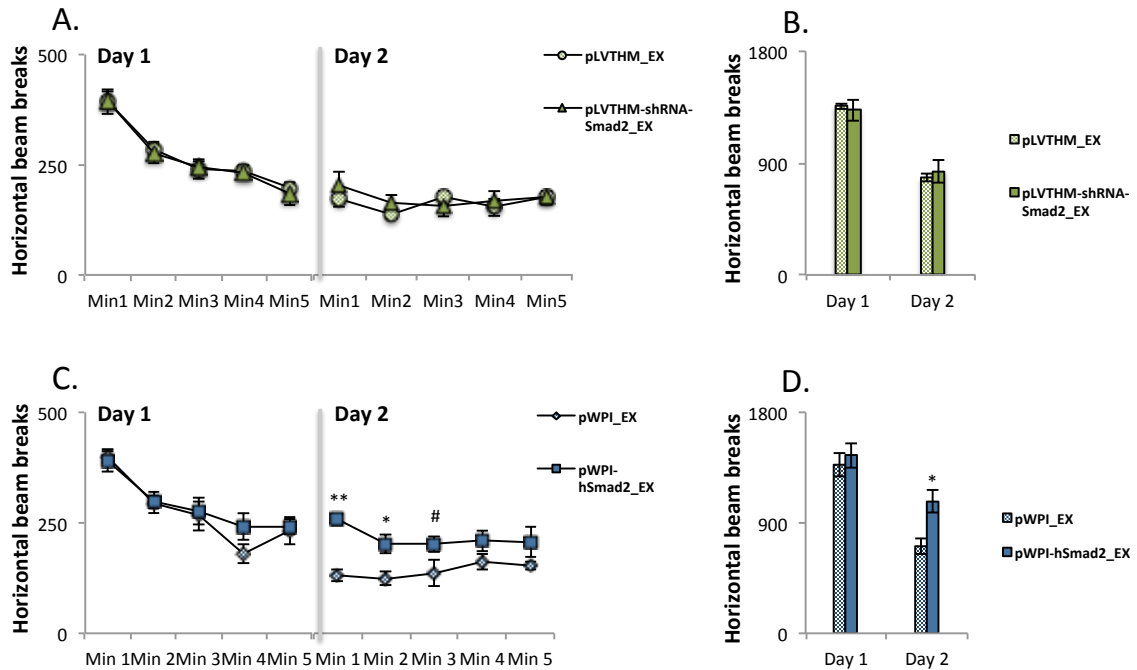 A.
Horizontal beam breaks
500
250
0
Day 1
Day 2
Min1 Min2 Min3 Min4 Min5 Min1 Min2 Min3 Min4 Min5
pLVTHM_EX
pLVTHM-shRNA-
Smad2_EX
B.
Horizontal beam breaks
1800
900
0
Day 1 Day 2
pLVTHM_EX
pLVTHM-shRNA-
Smad2_EX
C.
Horizontal beam breaks
500
250
0
Day 1
Day 2
**
*
#
Min 1 Min 2 Min 3 Min 4 Min 5 Min 1 Min 2 Min 3 Min 4 Min 5
pWPI_EX
pWPI-
hSmad2_EX
D.
Horizontal beam breaks
1800
900
0
*
Day 1 Day 2
pWPI_EX
pWPI-hSmad2_EX